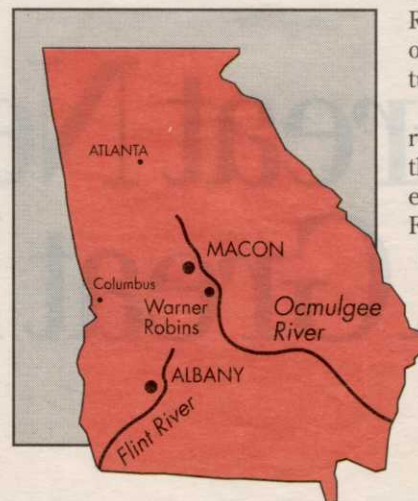 ATLANTA
MACON
Columbus
Warner
Robins
Ocmulgee
River
ALBANY
Flint River